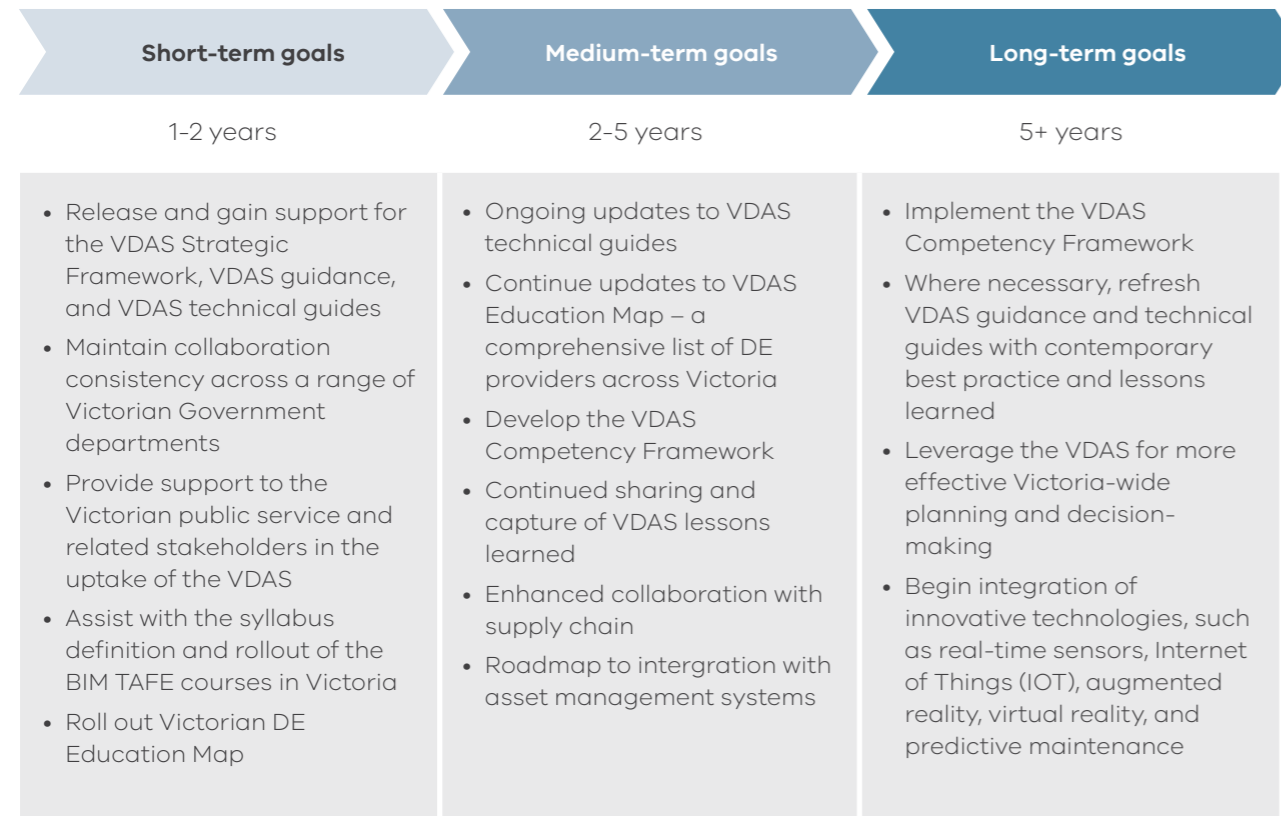 Short-term goals
Medium-term goals
Long-term goals
1-2 years
2-5 years
5+ years
• Release and gain support for
the VDAS Strategic
Framework, VDAS guidance,
and VDAS technical guides
• Maintain collaboration
consistency across a range of
Victorian Government
departments
• Provide support to the
Victorian public service and
related stakeholders in the
uptake of the VDAS
• Assist with the syllabus
definition and rollout of the
BIM TAFE courses in Victoria
• Roll out Victorian DE
Education Map
• Ongoing updates to VDAS
technical guides
• Continue updates to VDAS
Education Map – a
comprehensive list of DE
providers across Victoria
• Develop the VDAS
Competency Framework
• Continued sharing and
capture of VDAS lessons
learned
• Enhanced collaboration with
supply chain
• Roadmap to intergration with
asset management systems
• Implement the VDAS
Competency Framework
• Where necessary, refresh
VDAS guidance and technical
guides with contemporary
best practice and lessons
learned
• Leverage the VDAS for more
effective Victoria-wide
planning and decision-
making
• Begin integration of
innovative technologies, such
as real-time sensors, Internet
of Things (IOT), augmented
reality, virtual reality, and
predictive maintenance